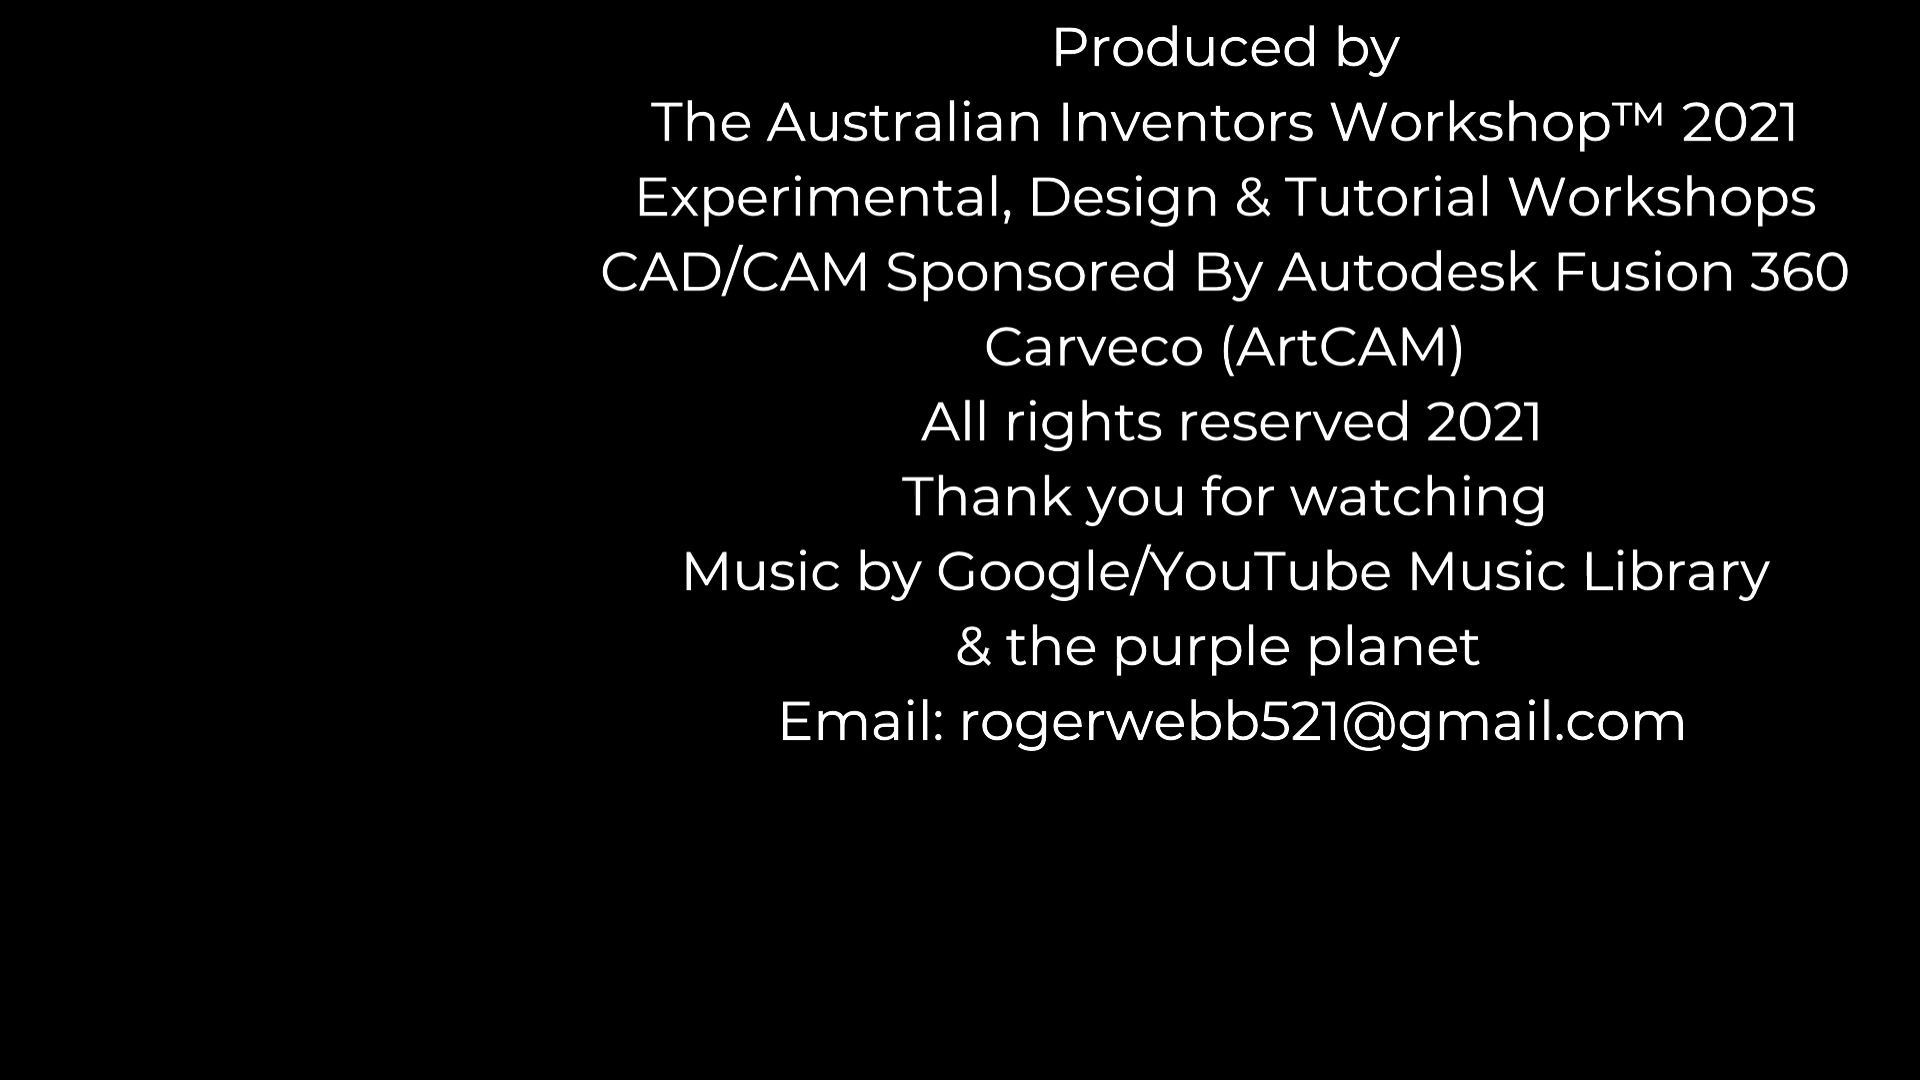 Produced by
The Australian Inventors Workshop™ 2021
Experimental, Design & Tutorial Workshops
CAD/CAM Sponsored By Autodesk Fusion 360
Carveco (ArtCAM)
All rights reserved 2021
Thank you for watching
Music by Google/YouTube Music Library
& the purple planet
Email: rogerwebb521@gmail.com